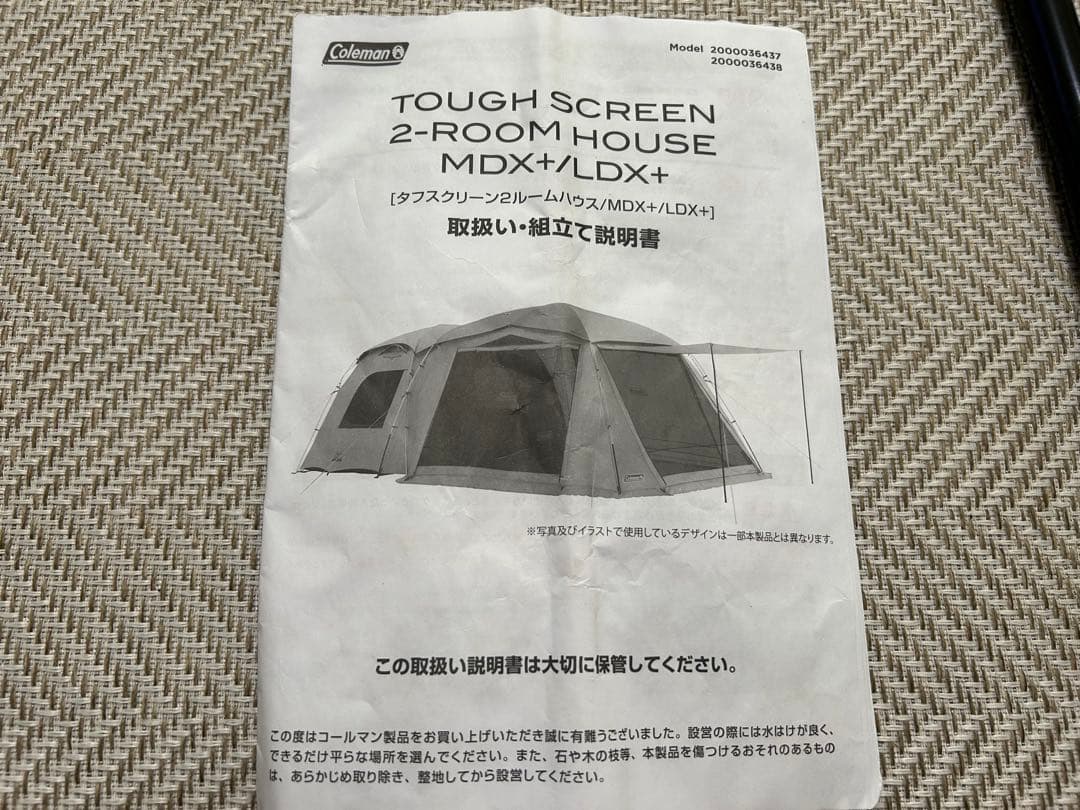 Coleman
Model 2000036437
2000036438
TOUGH SCREEN
2-ROOM HOUSE
MDX+/LDX+
[タフスクリーン2ルームハウス/MDX+/LDX+]
取扱い・組立て説明書
Coleman
※写真及びイラストで使用しているデザインは一部本製品とは異なります。
この取扱い説明書は大切に保管してください。
この度はコールマン製品をお買い上げいただき誠に有難うございました。設営の際には水はけが良く、
できるだけ平らな場所を選んでください。また、石や木の枝等、本製品を傷つけるおそれのあるもの
は、あらかじめ取り除き、整地してから設営してください。